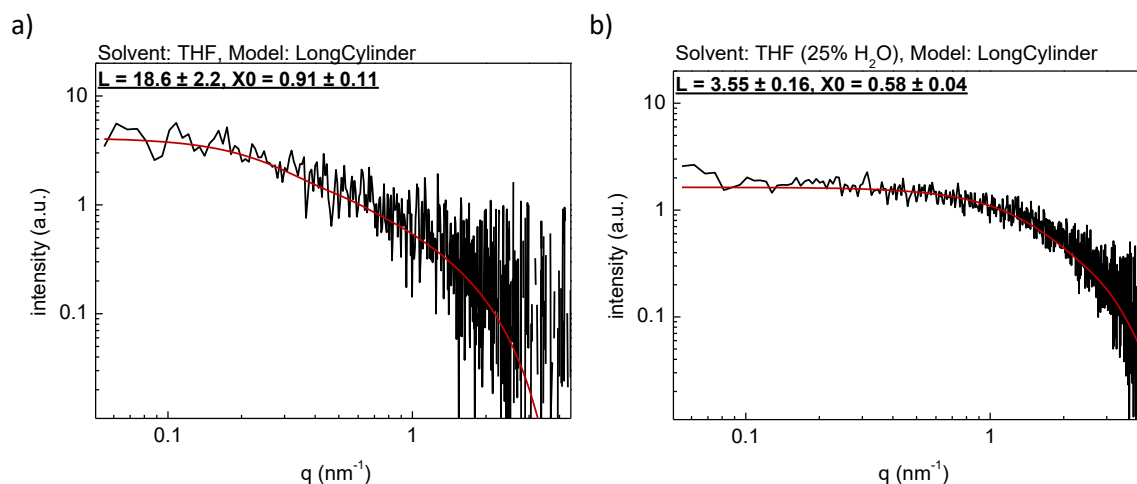 a)
Solvent: THF, Model: LongCylinder
L = 18.6 ± 2.2, X0 = 0.91 ± 0.11
10
1
0.1
intensity (a.u.)
0.1 1
q (nm⁻¹)
b)
Solvent: THF (25% H₂O), Model: LongCylinder
L = 3.55 ± 0.16, X0 = 0.58 ± 0.04
10
1
0.1
intensity (a.u.)
0.1 1
q (nm⁻¹)